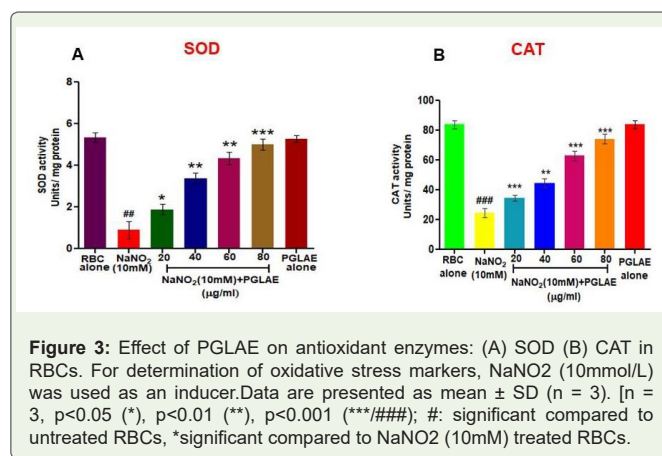 A
SOD
SOD activity
Units/ mg protein
8
6
4
2
0
##
*
**
**
***
RBC
alone
NaNO2
(10mM)
20
40
60
80
PGLAE
alone
NaNO2(10mM)+PGLAE
(µg/ml)
B
CAT
CAT activity
Units/ mg protein
100
80
60
40
20
0
###
***
**
***
***
RBC
alone
NaNO2
(10mM)
20
40
60
80
PGLAE
alone
NaNO2(10mM)+PGLAE
(µg/ml)
Figure 3: Effect of PGLAE on antioxidant enzymes: (A) SOD (B) CAT in
RBCs. For determination of oxidative stress markers, NaNO2 (10mmol/L)
was used as an inducer.Data are presented as mean ± SD (n = 3). [n =
3, p<0.05 (*), p<0.01 (**), p<0.001 (***/###); #: significant compared to
untreated RBCs, *significant compared to NaNO2 (10mM) treated RBCs.